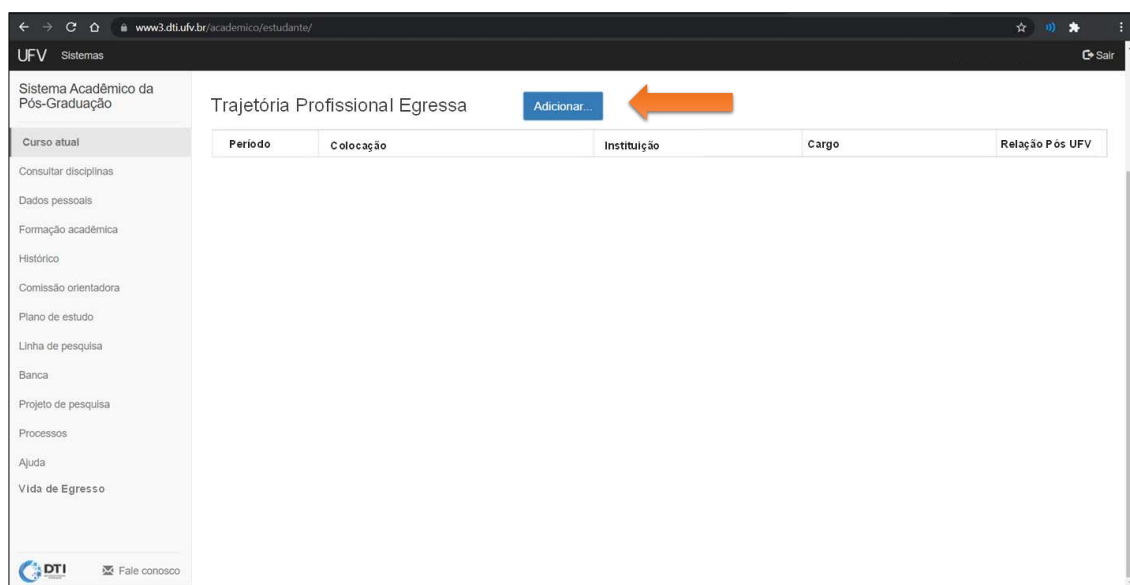 www3.dti.ufv.br/academico/estudante/
UFV Sistemas
Sair
Sistema Acadêmico da
Pós-Graduação
Curso atual
Consultar disciplinas
Dados pessoais
Formação acadêmica
Histórico
Comissão orientadora
Plano de estudo
Linha de pesquisa
Banca
Projeto de pesquisa
Processos
Ajuda
Vida de Egresso
DTI
Fale conosco
Trajetória Profissional Egressa
Adicionar...
Período Colocação Instituição Cargo Relação Pós UFV